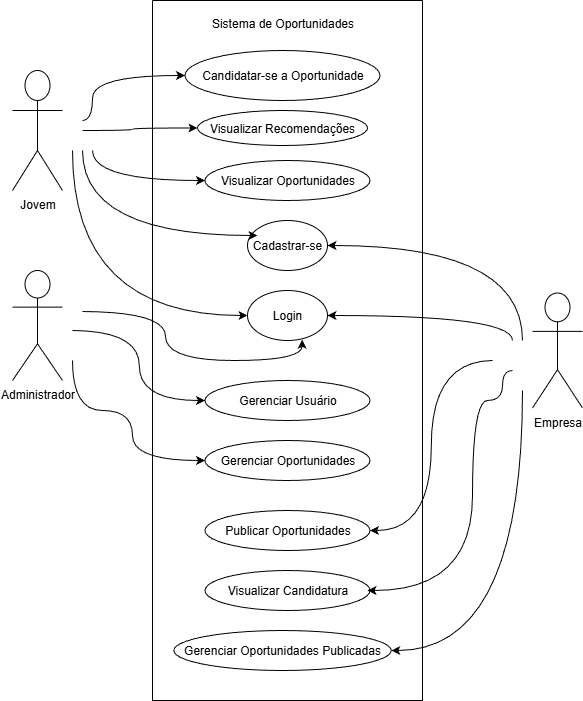 Sistema de Oportunidades
Candidatar-se a Oportunidade
Visualizar Recomendações
Visualizar Oportunidades
Jovem
Cadastrar-se
Login
Administrador
Gerenciar Usuário
Empresa
Gerenciar Oportunidades
Publicar Oportunidades
Visualizar Candidatura
Gerenciar Oportunidades Publicadas